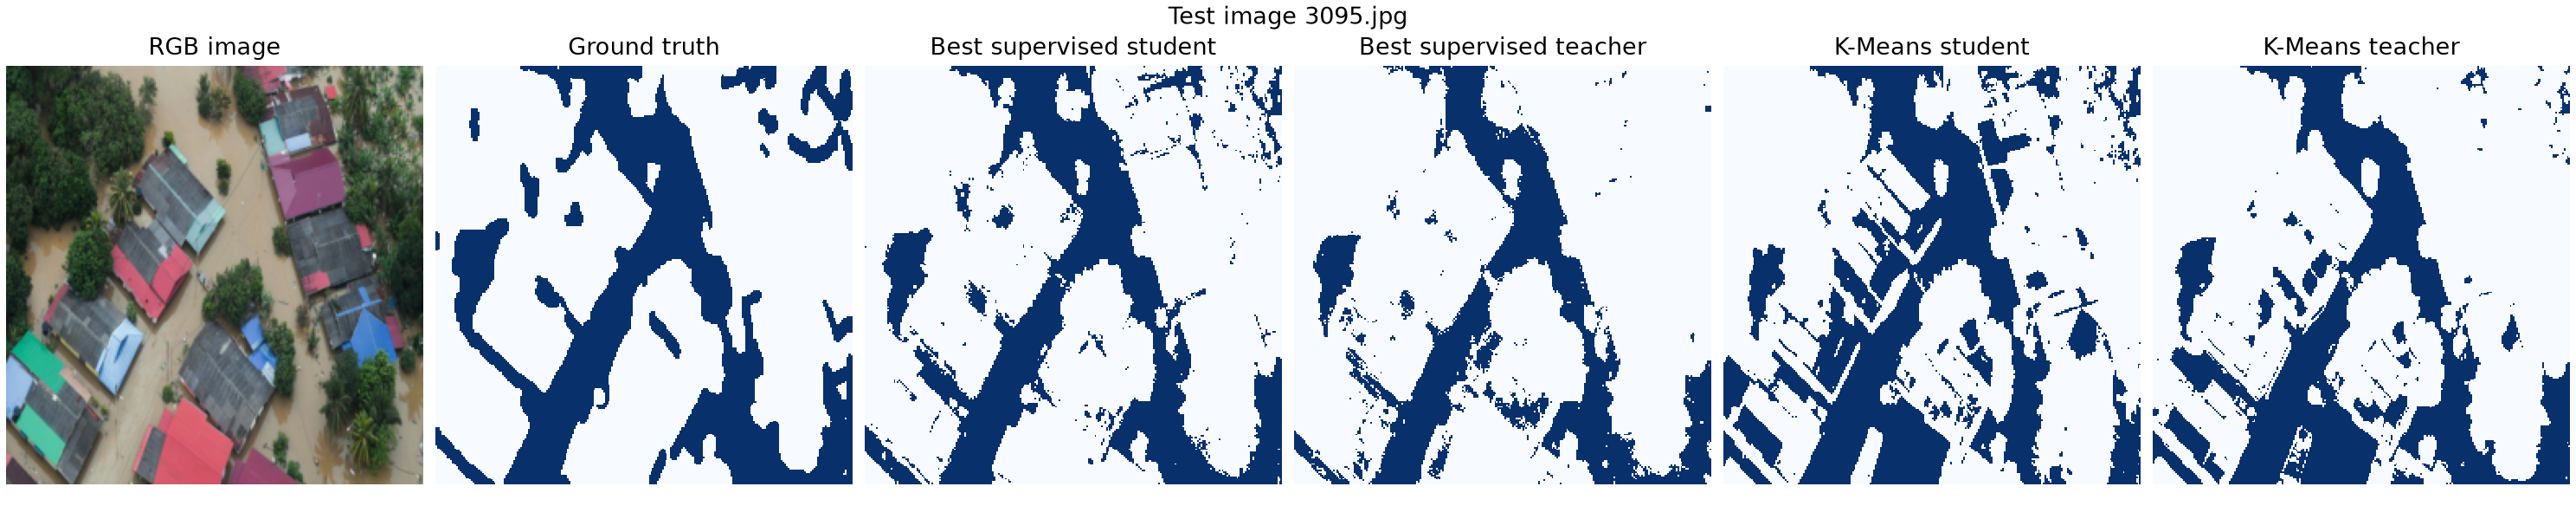 Test image 3095.jpg
RGB image
Ground truth
Best supervised student
Best supervised teacher
K-Means student
K-Means teacher